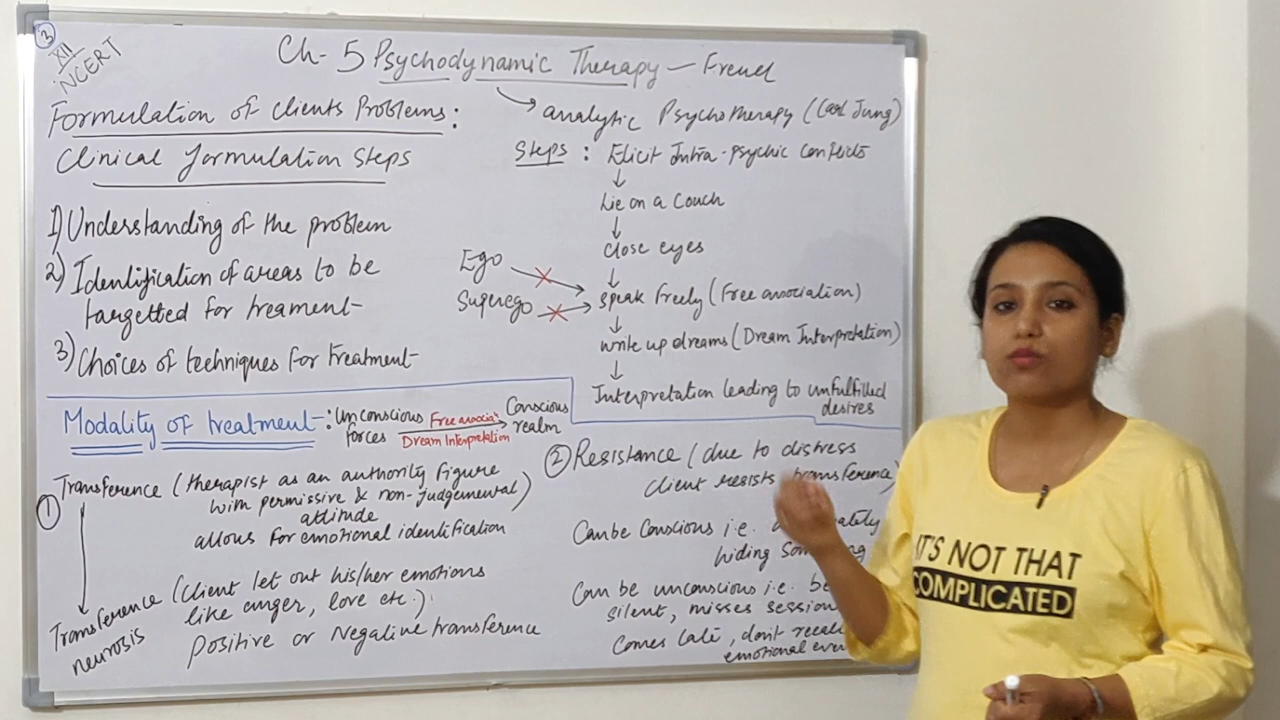 3
XII
NCERT
Ch-5 Psychodynamic Therapy — Freud
→ analytic Psychotherapy (Carl Jung)
Formulation of clients Problems:
Clinical formulation Steps
1) Understanding of the problem
2) Identification of areas to be
targetted for treament
3) Choices of techniques for treatment
Steps : Elicit Intra-psychic conflicts
↓
Lie on a Couch
↓
Close eyes
↓
Ego
Superego
Speak freely (Free association)
↓
write up dreams (Dream Interpretation)
↓
Interpretation leading to unfulfilled
desires
Modality of treatment : unconscious
forces
Free associa.
Dream Interpretation
Conscious
realm
① Transference (therapist as an authority figure
with permissive & non-judgemental)
attitude
allows for emotional identification
Transference
neurosis
(Client let out his/her emotions
like anger, love etc.)
Positive or Negative transference
② Resistance (due to distress
client resists transference)
Can be Conscious i.e.
hiding
Can be unconscious i.e.
silent, misses session
Comes late, don't
emotional
IT'S NOT THAT
COMPLICATED